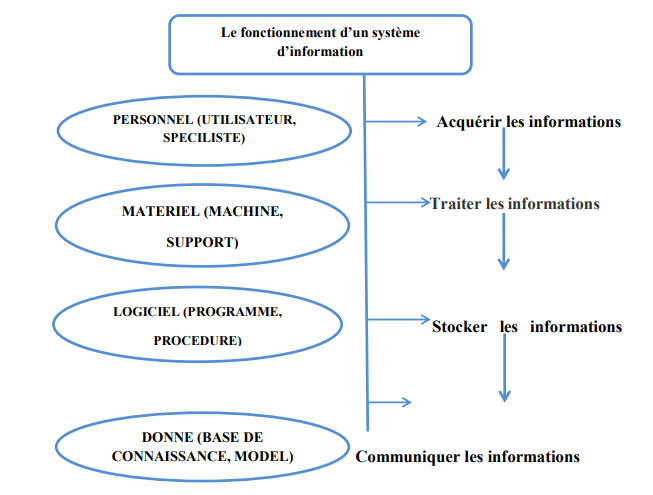 Le fonctionnement d'un système
d'information
PERSONNEL (UTILISATEUR,
SPECILISTE)
Acquérir les informations
MATERIEL (MACHINE,
SUPPORT)
Traiter les informations
LOGICIEL (PROGRAMME,
PROCEDURE)
Stocker les informations
DONNE (BASE DE
CONNAISSANCE, MODEL)
Communiquer les informations